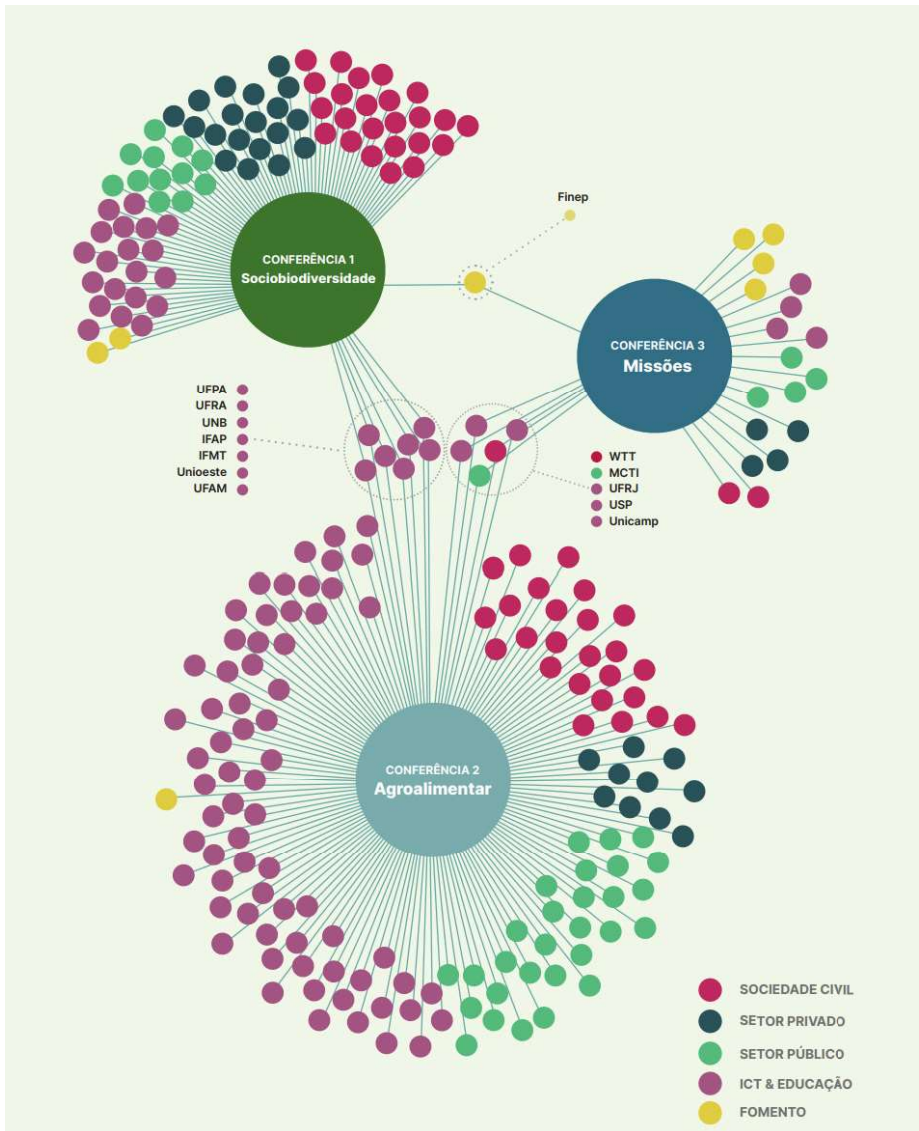 Finep
CONFERÊNCIA 1
Sociobiodiversidade
CONFERÊNCIA 3
Missões
UFPA
UFRA
UNB
IFAP
IFMT
Unioeste
UFAM
WTT
MCTI
UFRJ
USP
Unicamp
CONFERÊNCIA 2
Agroalimentar
SOCIEDADE CIVIL
SETOR PRIVADO
SETOR PÚBLICO
ICT & EDUCAÇÃO
FOMENTO